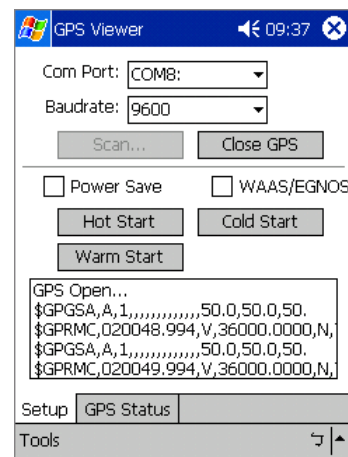 GPS Viewer 09:37
Com Port: COM8:
Baudrate: 9600
Scan... Close GPS
Power Save WAAS/EGNOS
Hot Start Cold Start
Warm Start
GPS Open...
$GPGSA,A,1,,,,,,,,,,,,,50.0,50.0,50.
$GPRMC,020048.994,V,36000.0000,N,
$GPGSA,A,1,,,,,,,,,,,,,50.0,50.0,50.
$GPRMC,020049.994,V,36000.0000,N,
Setup GPS Status
Tools